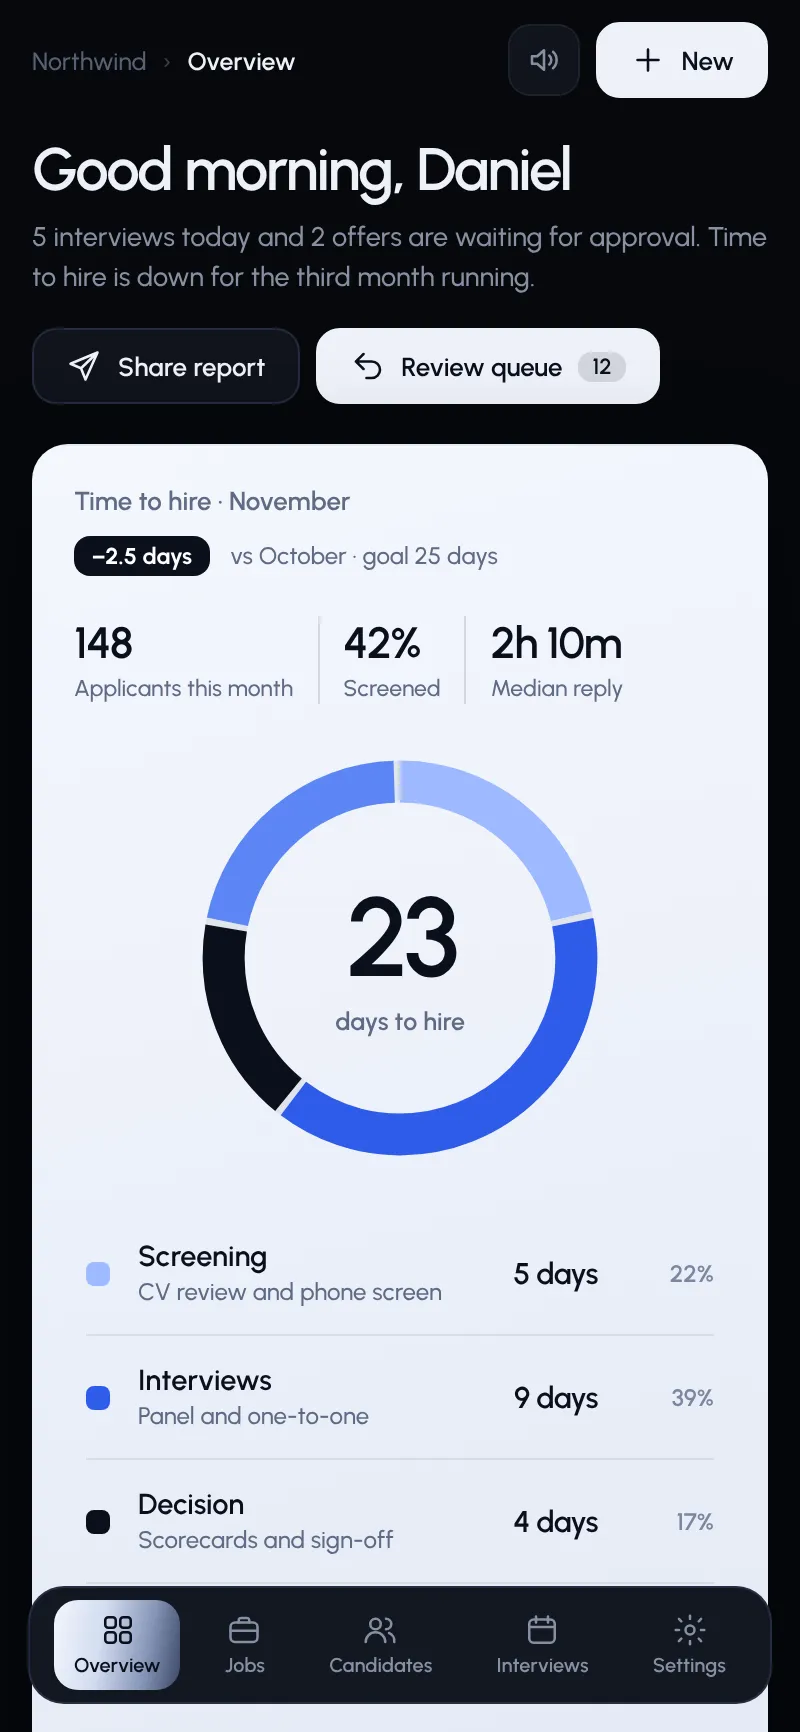 Northwind › Overview
New
Good morning, Daniel
5 interviews today and 2 offers are waiting for approval. Time
to hire is down for the third month running.
Share report
Review queue 12
Time to hire · November
−2.5 days vs October · goal 25 days
148 42% 2h 10m
Applicants this month Screened Median reply
23
days to hire
Screening
CV review and phone screen
5 days 22%
Interviews
Panel and one-to-one
9 days 39%
Decision
Scorecards and sign-off
4 days 17%
Overview Jobs Candidates Interviews Settings